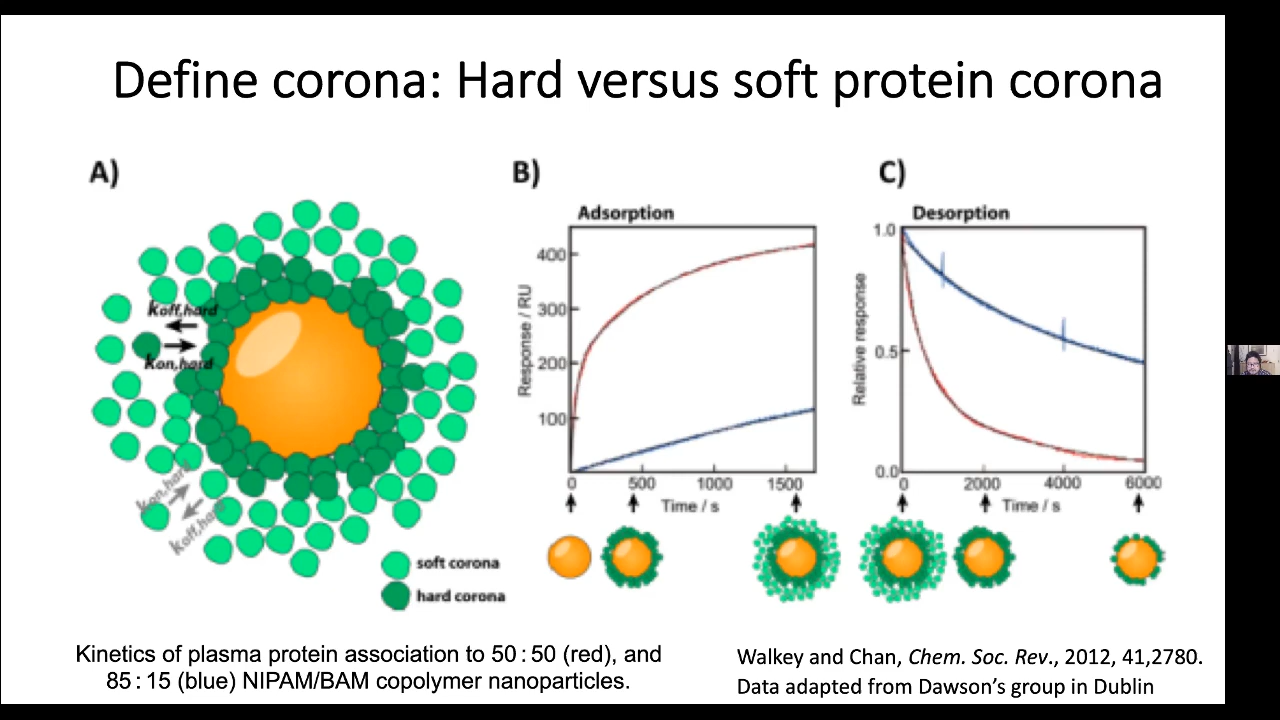 Define corona: Hard versus soft protein corona
A)
koff,hard
kon,hard
kon,hard
koff,hard
soft corona
hard corona
B)
Adsorption
Response / RU
400
300
200
100
0
500
1000
1500
Time / s
C)
Desorption
Relative response
1.0
0.5
0.0
0
2000
4000
6000
Time / s
Kinetics of plasma protein association to 50 : 50 (red), and
85 : 15 (blue) NIPAM/BAM copolymer nanoparticles.
Walkey and Chan, Chem. Soc. Rev., 2012, 41,2780.
Data adapted from Dawson's group in Dublin